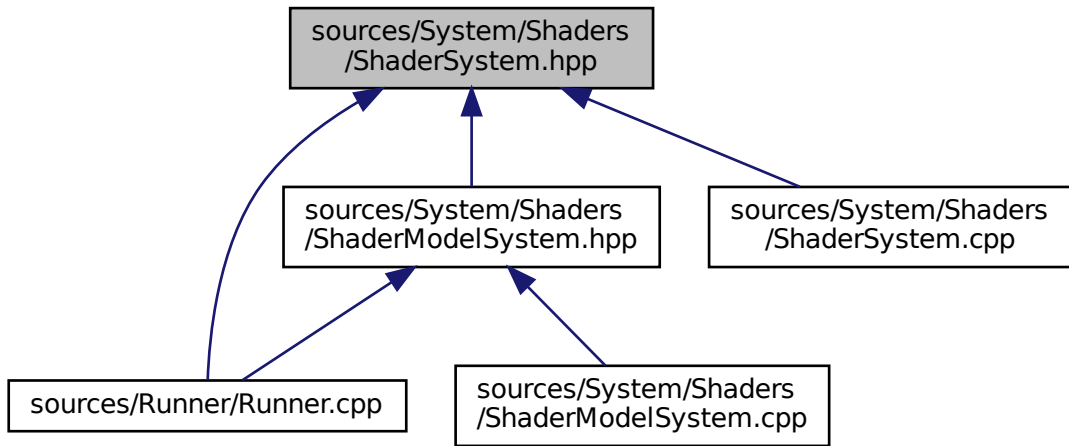 sources/System/Shaders
/ShaderSystem.hpp
sources/System/Shaders
/ShaderModelSystem.hpp
sources/System/Shaders
/ShaderSystem.cpp
sources/Runner/Runner.cpp
sources/System/Shaders
/ShaderModelSystem.cpp